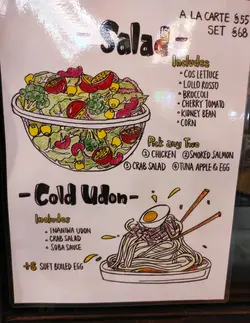 A LA CARTE $55
SET $68
- Salad -
Includes
• COS LETTUCE
• LOLLO ROSSO
• BROCCOLI
• CHERRY TOMATO
• KIDNEY BEAN
• CORN
Pick any Two
① CHICKEN ② SMOKED SALMON
③ CRAB SALAD ④ TUNA APPLE & EGG
- Cold Udon -
Includes
• INANIWA UDON
• CRAB SALAD
• SOBA SAUCE
+8 SOFT BOILED EGG